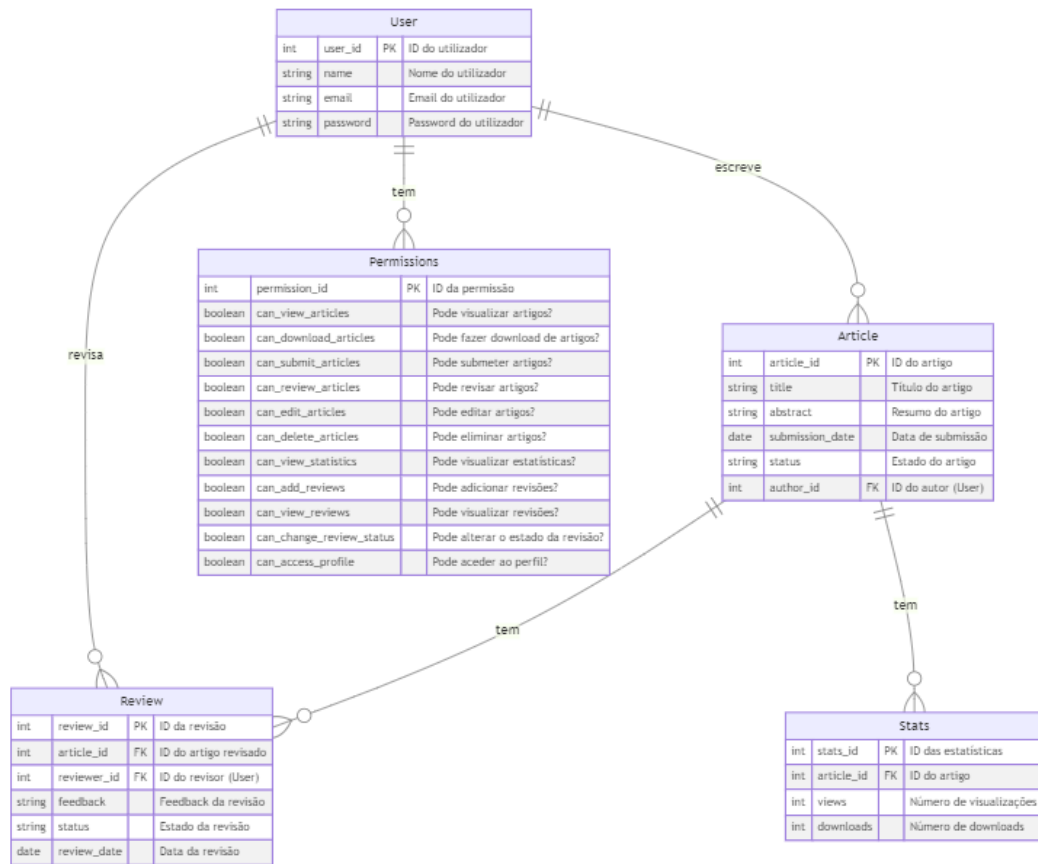 User
int user_id PK ID do utilizador
string name Nome do utilizador
string email Email do utilizador
string password Password do utilizador
tem
escreve
revisa
Permissions
int permission_id PK ID da permissão
boolean can_view_articles Pode visualizar artigos?
boolean can_download_articles Pode fazer download de artigos?
boolean can_submit_articles Pode submeter artigos?
boolean can_review_articles Pode revisar artigos?
boolean can_edit_articles Pode editar artigos?
boolean can_delete_articles Pode eliminar artigos?
boolean can_view_statistics Pode visualizar estatísticas?
boolean can_add_reviews Pode adicionar revisões?
boolean can_view_reviews Pode visualizar revisões?
boolean can_change_review_status Pode alterar o estado da revisão?
boolean can_access_profile Pode aceder ao perfil?
Article
int article_id PK ID do artigo
string title Título do artigo
string abstract Resumo do artigo
date submission_date Data de submissão
string status Estado do artigo
int author_id FK ID do autor (User)
tem
tem
Review
int review_id PK ID da revisão
int article_id FK ID do artigo revisado
int reviewer_id FK ID do revisor (User)
string feedback Feedback da revisão
string status Estado da revisão
date review_date Data da revisão
Stats
int stats_id PK ID das estatísticas
int article_id FK ID do artigo
int views Número de visualizações
int downloads Número de downloads